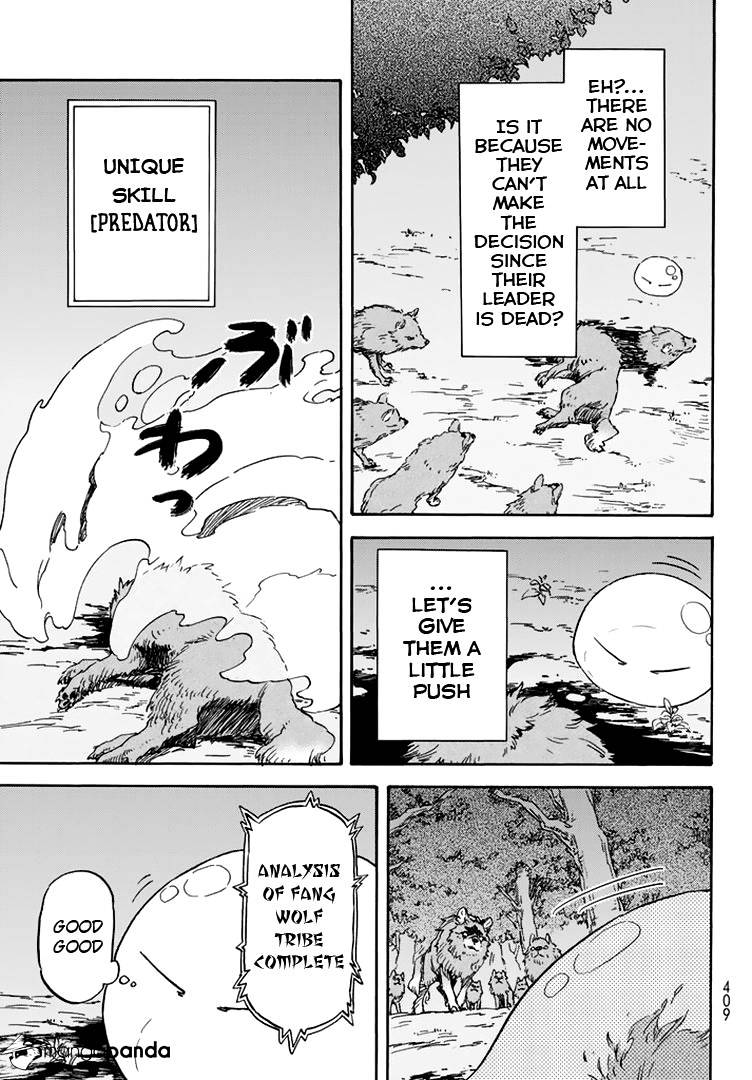 EH?...
THERE
ARE NO
MOVE-
MENTS
AT ALL
IS IT
BECAUSE
THEY
CAN'T
MAKE
THE
DECISION
SINCE
THEIR
LEADER
IS DEAD?
...
LET'S
GIVE
THEM A
LITTLE
PUSH
UNIQUE
SKILL
[PREDATOR]
ぶわっ
ANALYSIS
OF FANG
WOLF
TRIBE
COMPLETE
GOOD
GOOD
409
mangapanda